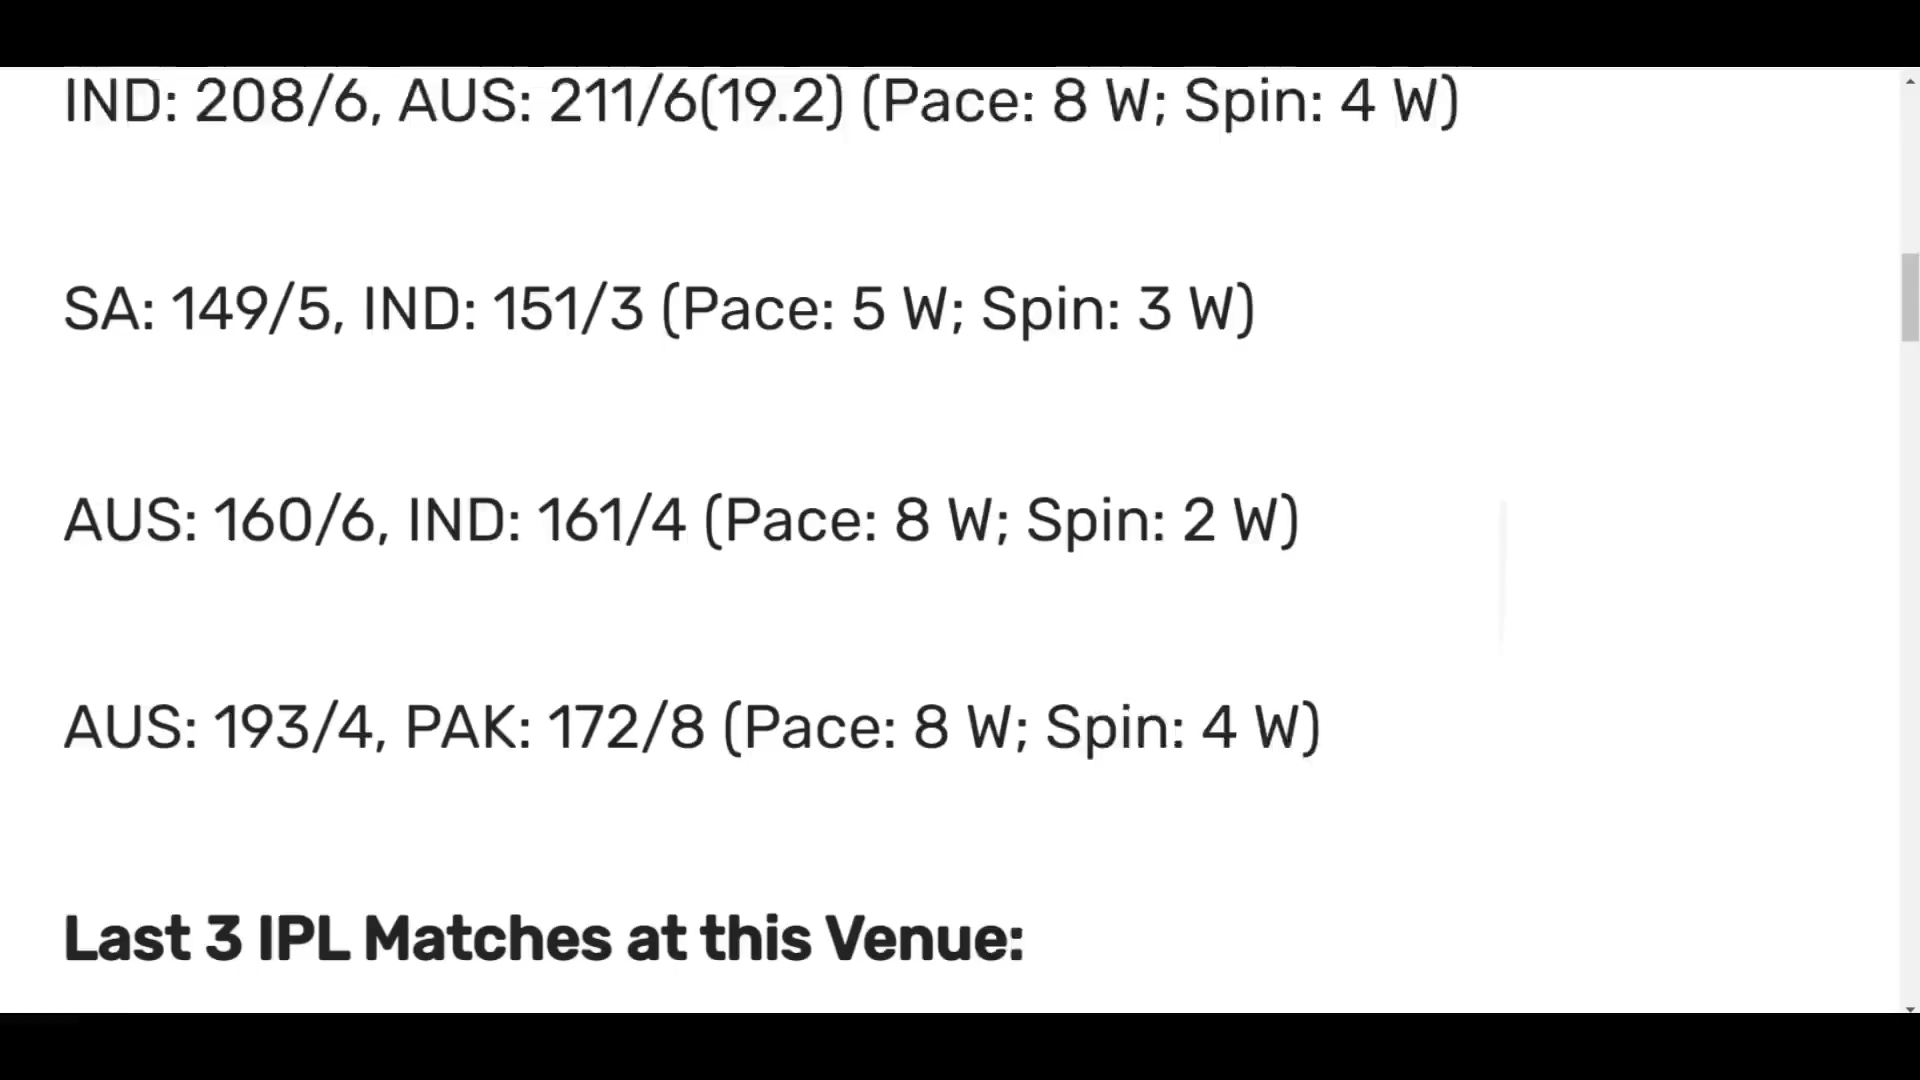 IND: 208/6, AUS: 211/6(19.2) (Pace: 8 W; Spin: 4 W)
SA: 149/5, IND: 151/3 (Pace: 5 W; Spin: 3 W)
AUS: 160/6, IND: 161/4 (Pace: 8 W; Spin: 2 W)
AUS: 193/4, PAK: 172/8 (Pace: 8 W; Spin: 4 W)
Last 3 IPL Matches at this Venue: